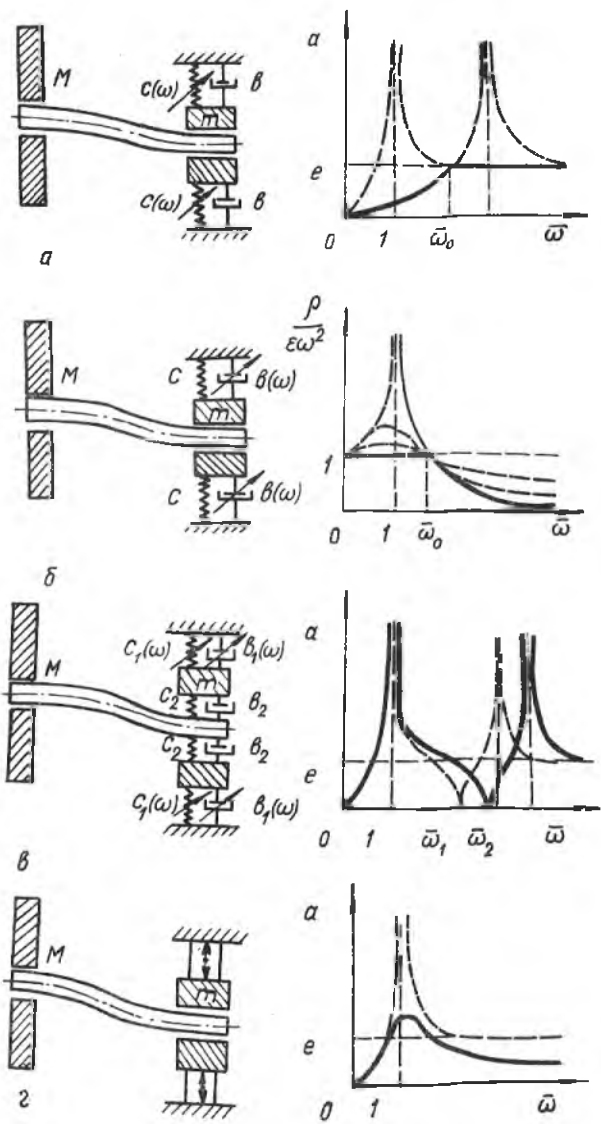 M
c(ω)
m
в
c(ω)
в
a
e
0
1
ω̄₀
ω̄
а
M
C
m
в(ω)
C
в(ω)
ρ
εω²
1
0
1
ω̄₀
ω̄
б
M
C₁(ω)
в₁(ω)
m
C₂
в₂
C₂
в₂
C₁(ω)
в₁(ω)
a
e
0
1
ω̄₁
ω̄₂
ω̄
в
M
m
a
e
0
1
ω̄
г